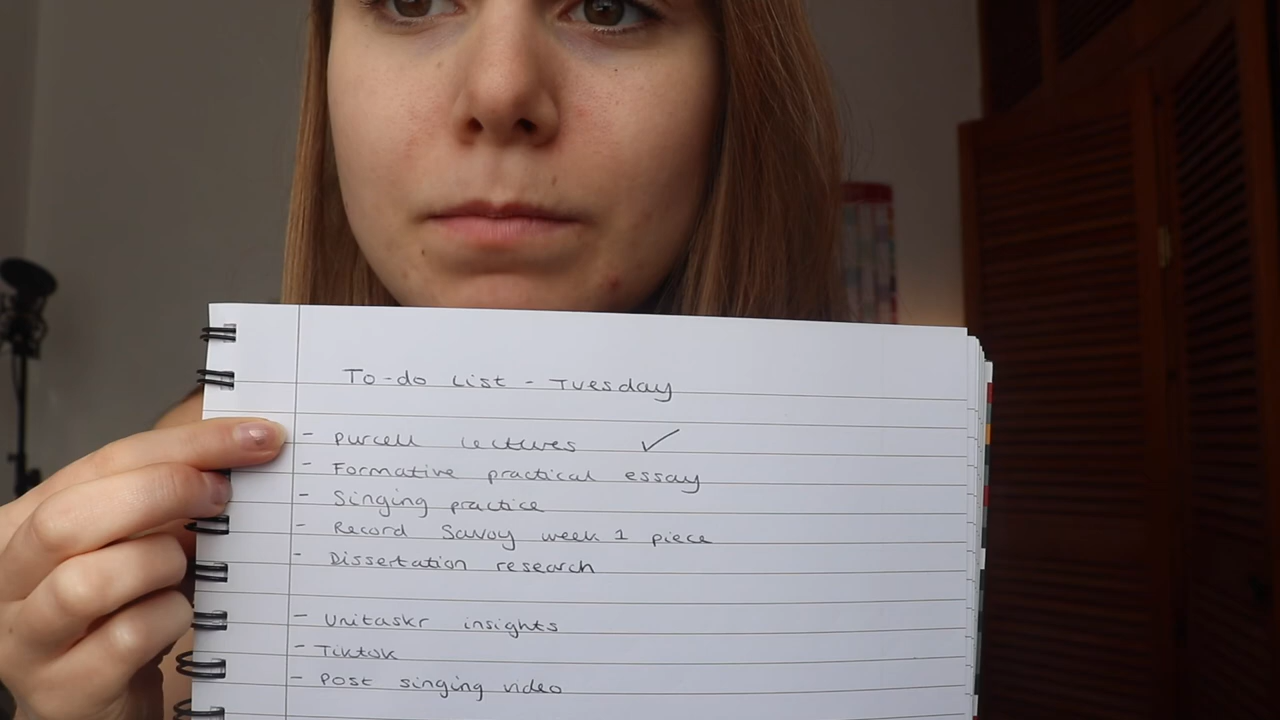 To-do List - Tuesday
- Purcell lectures ✓
- Formative practical essay
- Singing practice
- Record Savoy week 1 piece
- Dissertation research
- Unitaskr insights
- Tiktok
- Post singing video